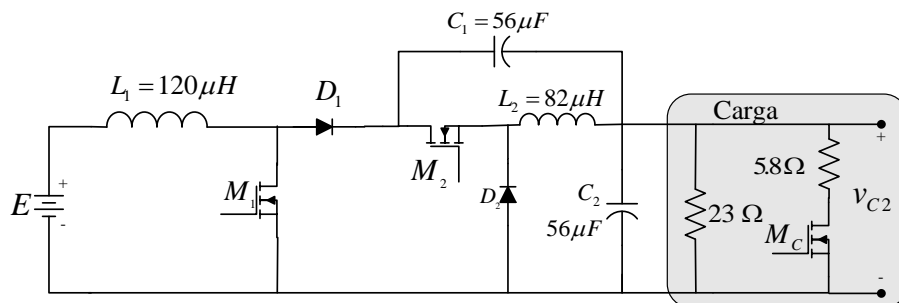 C₁ = 56μF
L₁ = 120μH
D₁
L₂ = 82μH
Carga
M₂
+
5.8Ω
M₁
D₂
C₂
56μF
23 Ω
M_C
v_C2
E
+
-
-